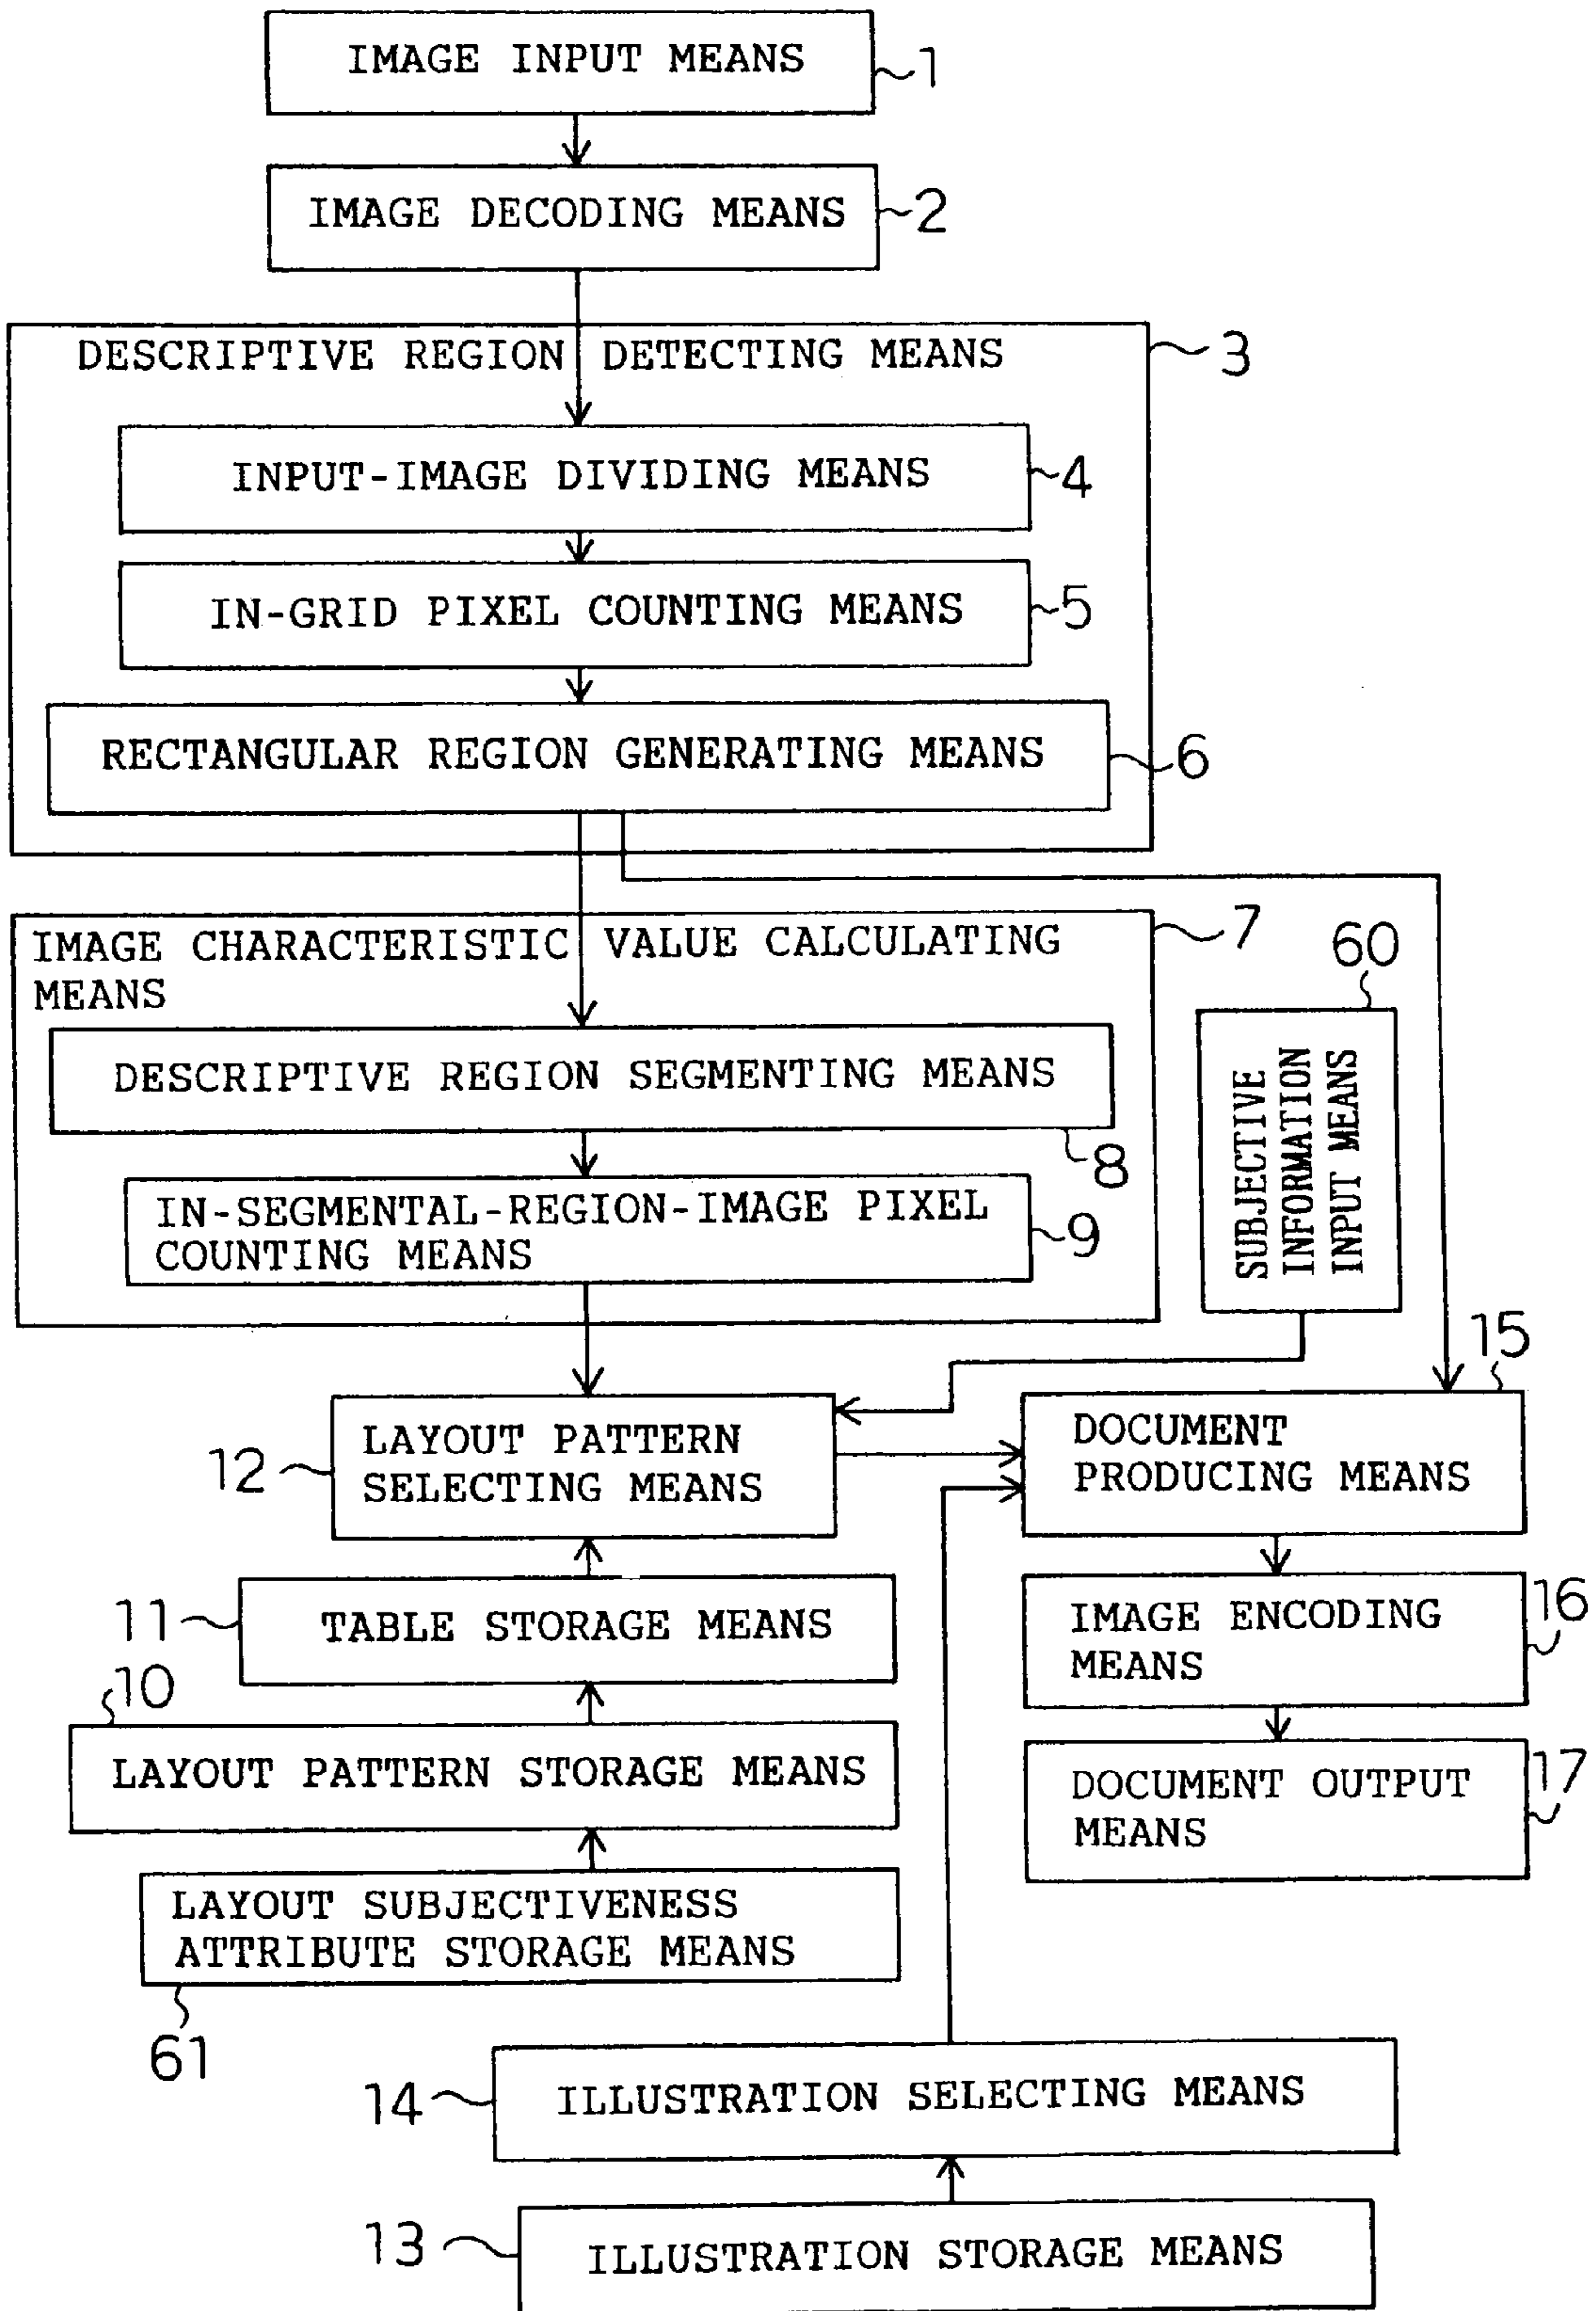 IMAGE INPUT MEANS
1
IMAGE DECODING MEANS
2
DESCRIPTIVE REGION DETECTING MEANS
3
INPUT-IMAGE DIVIDING MEANS
4
IN-GRID PIXEL COUNTING MEANS
5
RECTANGULAR REGION GENERATING MEANS
6
IMAGE CHARACTERISTIC VALUE CALCULATING
MEANS
7
DESCRIPTIVE REGION SEGMENTING MEANS
8
IN-SEGMENTAL-REGION-IMAGE PIXEL
COUNTING MEANS
9
60
SUBJECTIVE
INFORMATION
INPUT MEANS
12
LAYOUT PATTERN
SELECTING MEANS
15
DOCUMENT
PRODUCING MEANS
11
TABLE STORAGE MEANS
16
IMAGE ENCODING
MEANS
10
LAYOUT PATTERN STORAGE MEANS
17
DOCUMENT OUTPUT
MEANS
LAYOUT SUBJECTIVENESS
ATTRIBUTE STORAGE MEANS
61
14
ILLUSTRATION SELECTING MEANS
13
ILLUSTRATION STORAGE MEANS